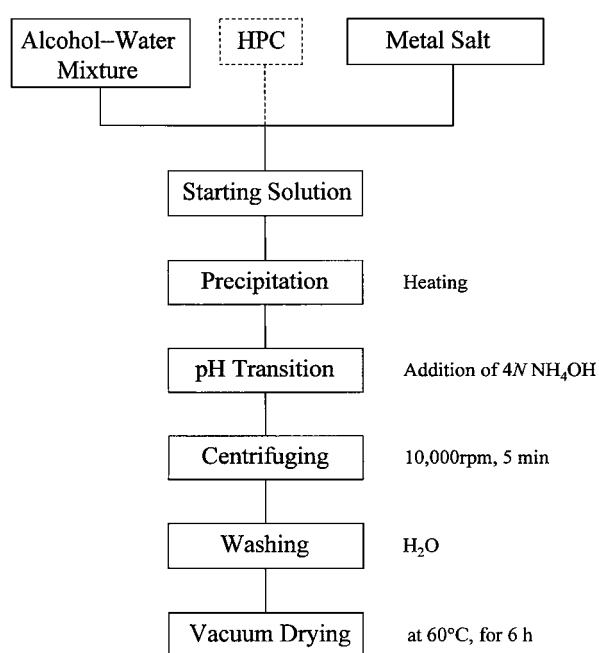 Alcohol–Water
Mixture
HPC
Metal Salt
Starting Solution
Precipitation
Heating
pH Transition
Addition of 4N NH₄OH
Centrifuging
10,000rpm, 5 min
Washing
H₂O
Vacuum Drying
at 60°C, for 6 h